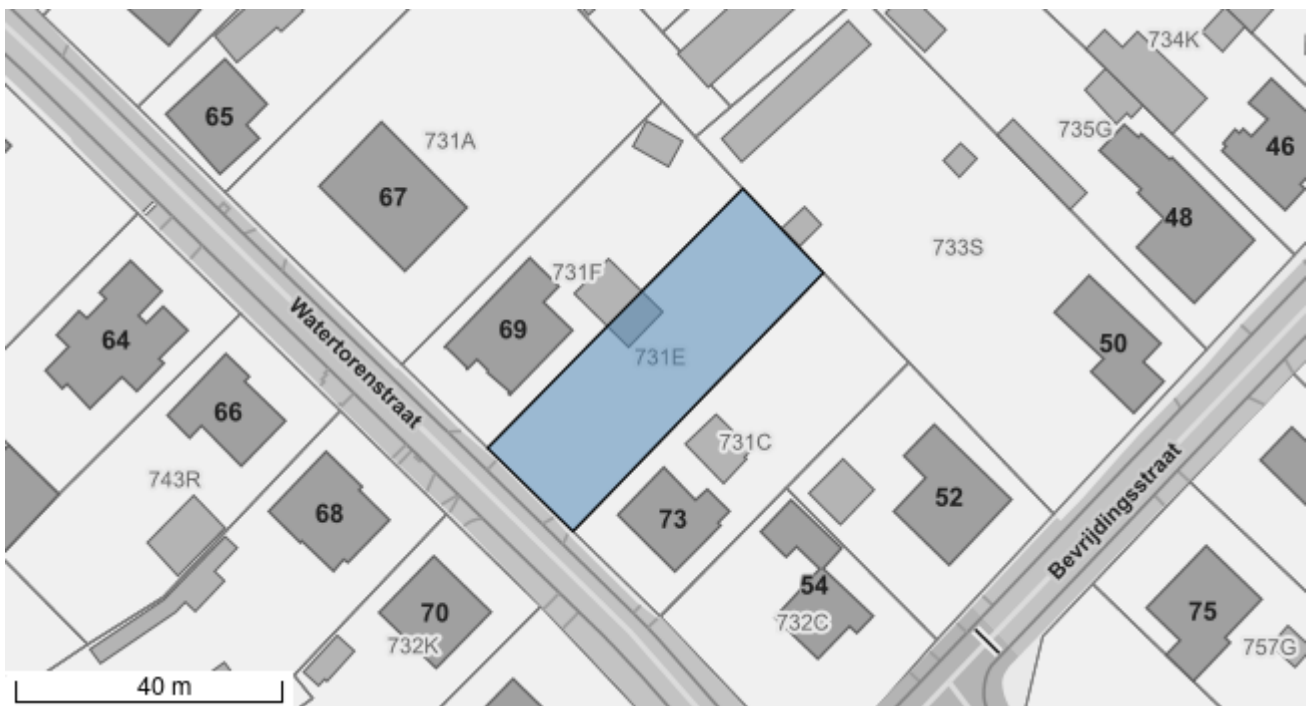 734K
65
735G
731A
46
67
48
733S
731F
69
Watertorenstraat
64
50
731E
66
731C
743R
52
68
73
Bevrijdingsstraat
54
70
75
732C
732K
757G
40 m